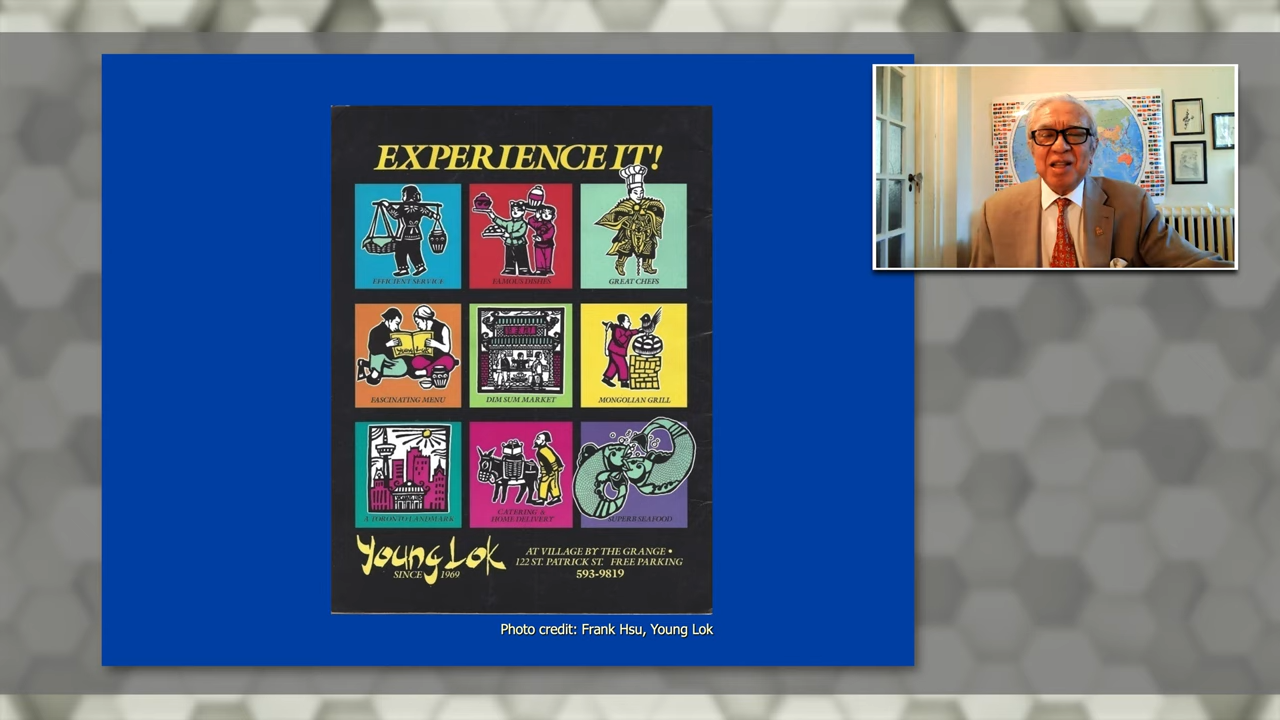 EXPERIENCE IT!
EFFICIENT SERVICE
FAMOUS DISHES
GREAT CHEFS
FASCINATING MENU
Young Lok
DIM SUM MARKET
MONGOLIAN GRILL
A TORONTO LANDMARK
CATERING &
HOME DELIVERY
SUPERB SEAFOOD
Young Lok
SINCE 1969
AT VILLAGE BY THE GRANGE •
122 ST. PATRICK ST. FREE PARKING
593-9819
Photo credit: Frank Hsu, Young Lok